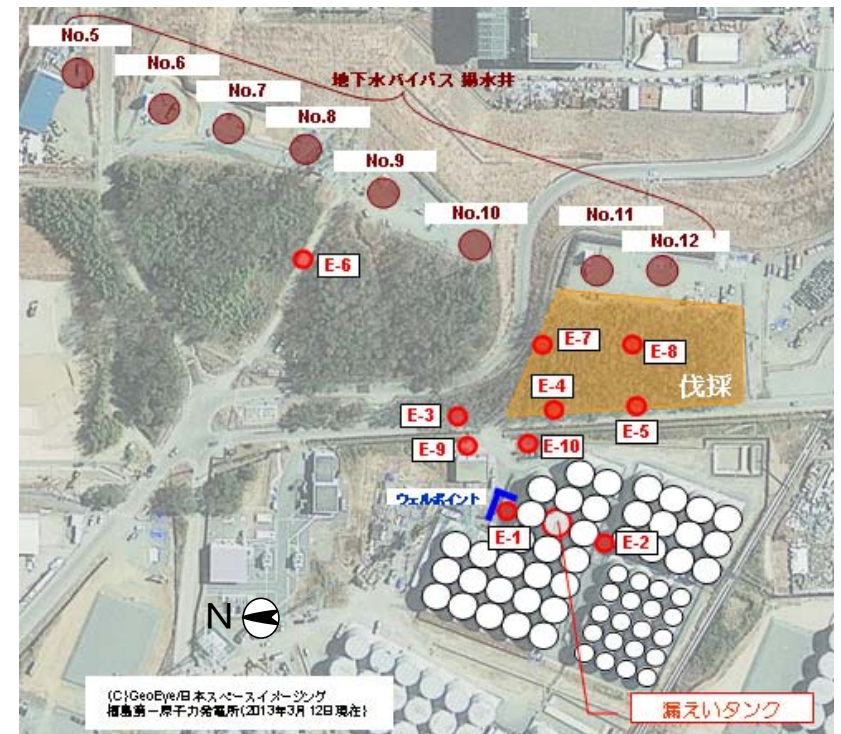 No.5
No.6
No.7
地下水バイパス 揚水井
No.8
No.9
No.10
No.11
No.12
E-6
E-7
E-8
伐採
E-4
E-3
E-5
E-9
E-10
ウェルポイント
E-1
E-2
N
(C)GeoEye/日本スペースイメージング
福島第一原子力発電所(2013年3月12日現在)
漏えいタンク